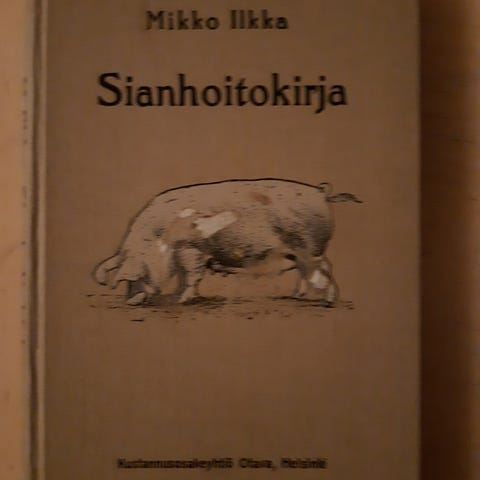 Mikko Ilkka
Sianhoitokirja
Kustannusosakeyhtiö Otava, Helsinki